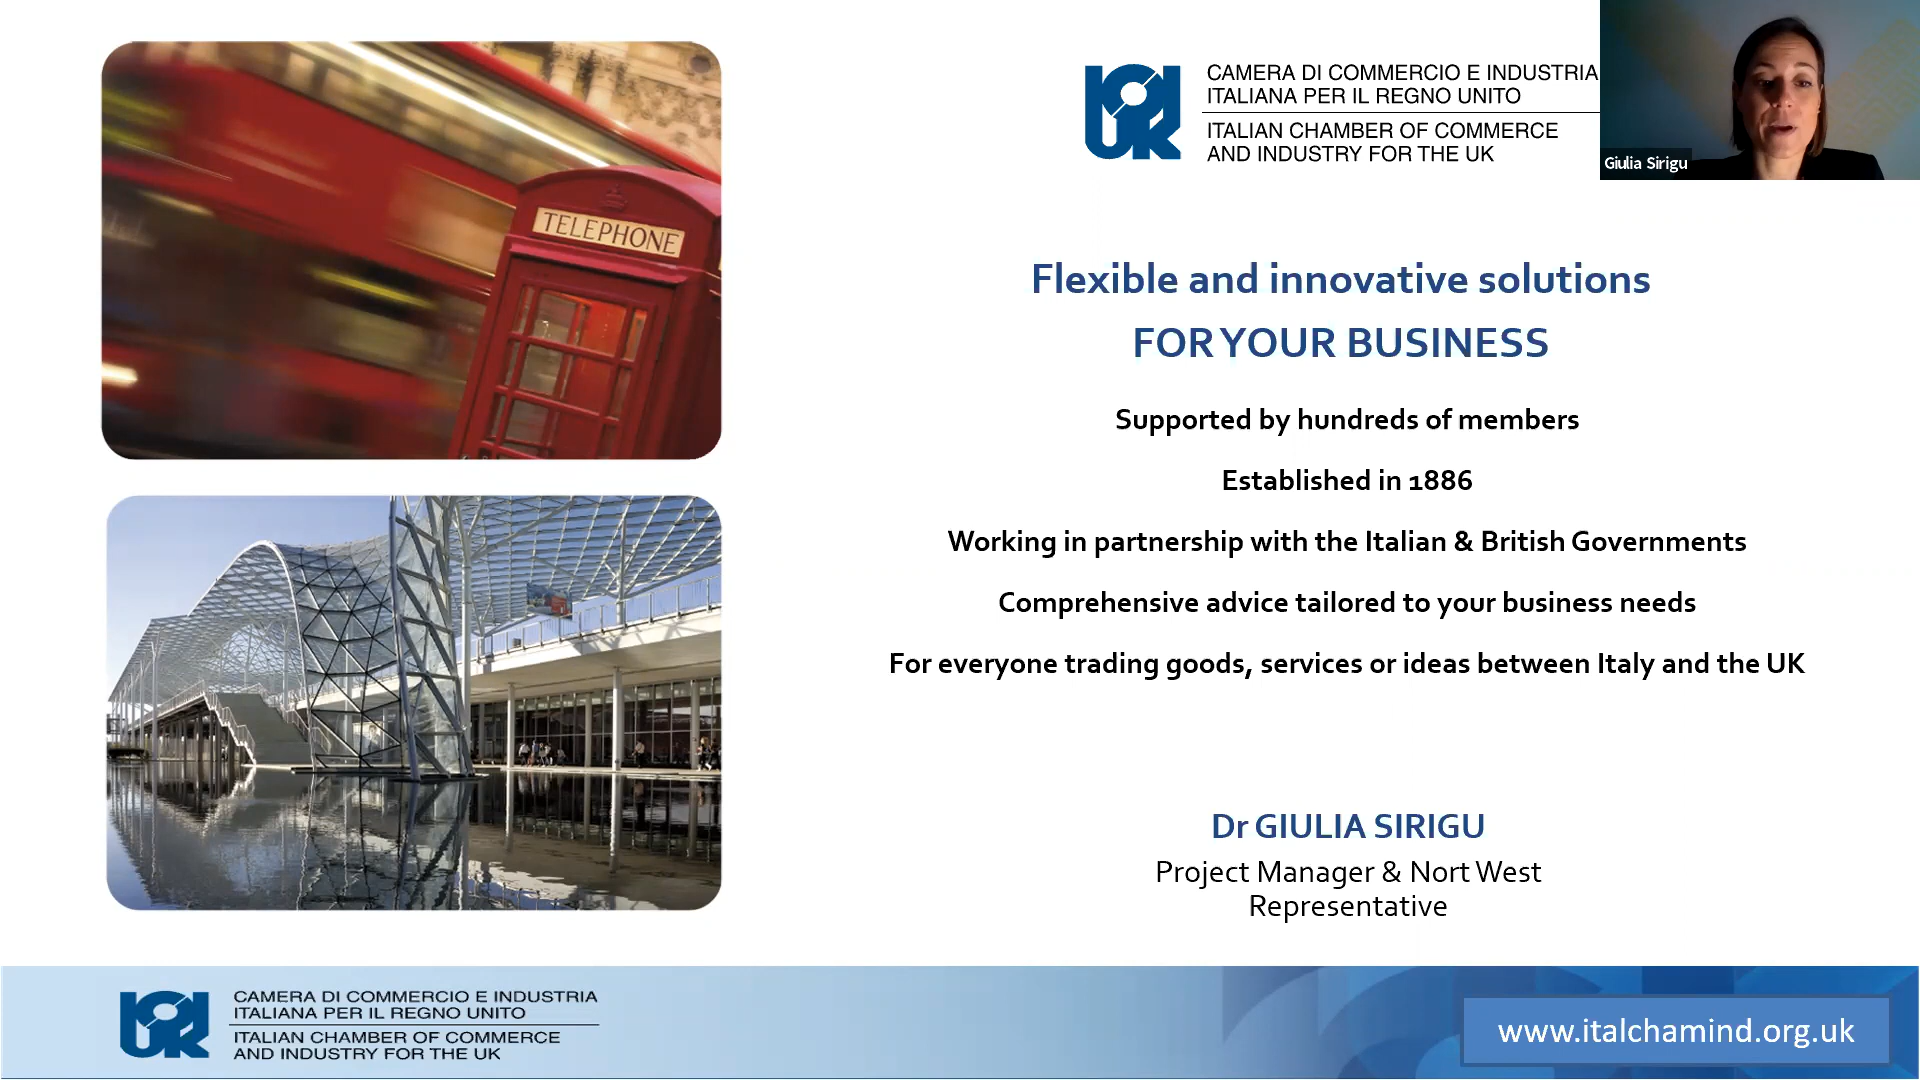 TELEPHONE
CAMERA DI COMMERCIO E INDUSTRIA
ITALIANA PER IL REGNO UNITO
ITALIAN CHAMBER OF COMMERCE
AND INDUSTRY FOR THE UK
Giulia Sirigu
Flexible and innovative solutions
FOR YOUR BUSINESS
Supported by hundreds of members
Established in 1886
Working in partnership with the Italian & British Governments
Comprehensive advice tailored to your business needs
For everyone trading goods, services or ideas between Italy and the UK
Dr GIULIA SIRIGU
Project Manager & Nort West
Representative
CAMERA DI COMMERCIO E INDUSTRIA
ITALIANA PER IL REGNO UNITO
ITALIAN CHAMBER OF COMMERCE
AND INDUSTRY FOR THE UK
www.italchamind.org.uk